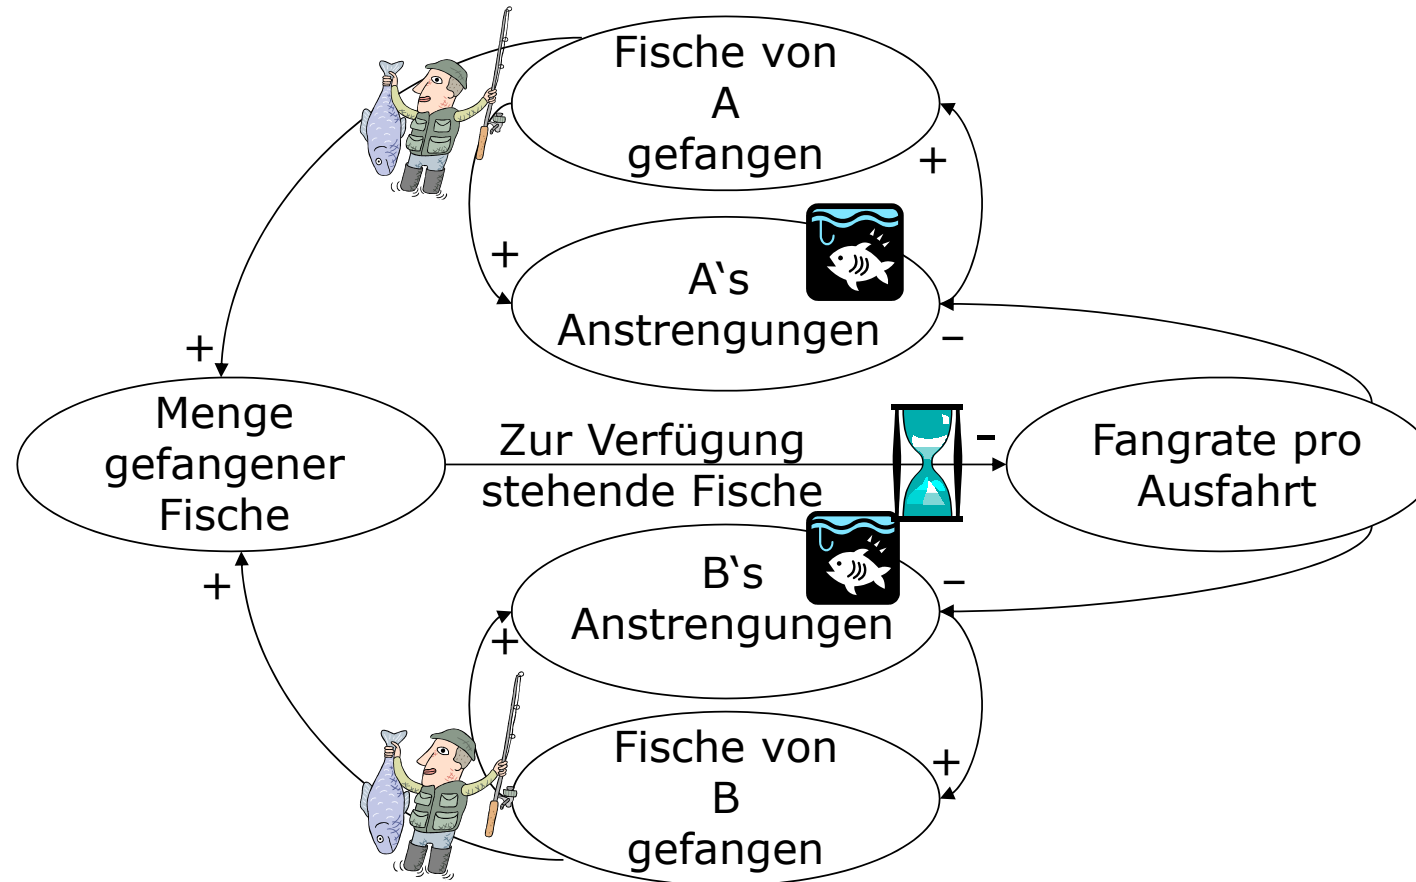 Fische von
A
gefangen
+
+
A‘s
Anstrengungen
–
+
Menge
gefangener
Fische
Zur Verfügung
stehende Fische
-
Fangrate pro
Ausfahrt
+
B‘s
Anstrengungen
–
+
Fische von
B
gefangen
+